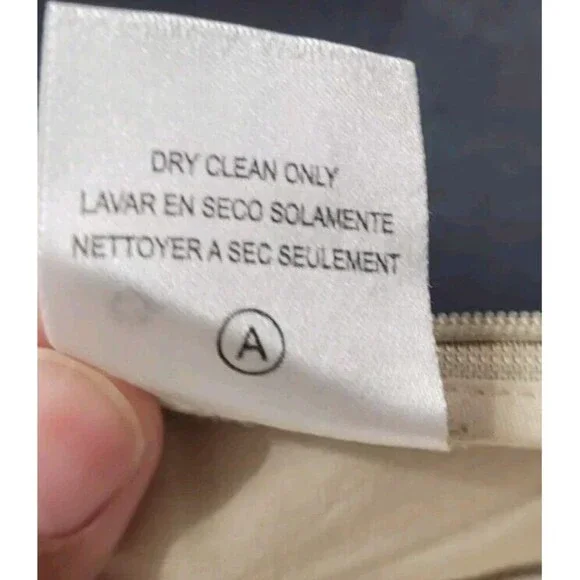 DRY CLEAN ONLY
LAVAR EN SECO SOLAMENTE
NETTOYER A SEC SEULEMENT
A